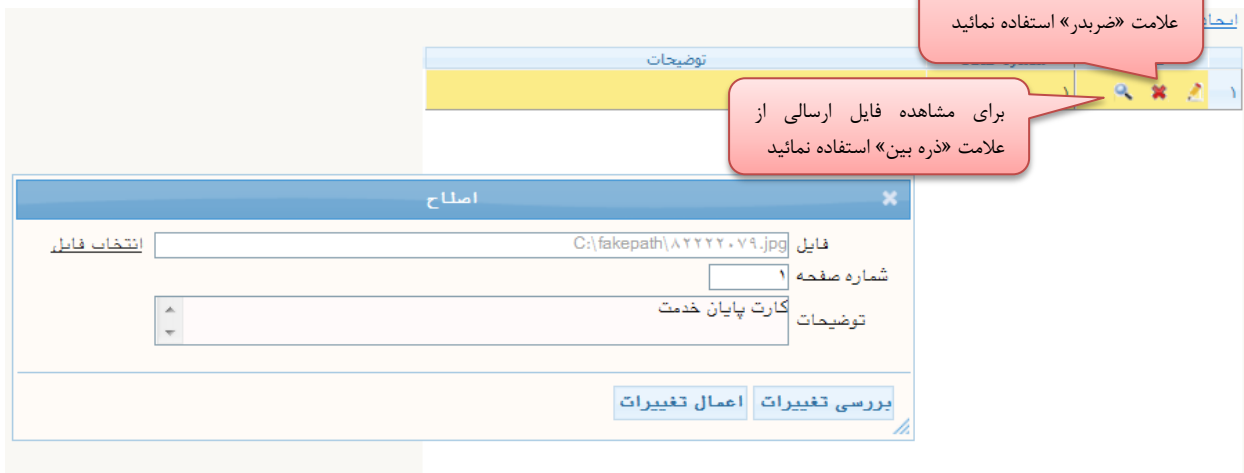 علامت «ضربدر» استفاده نمائید
توضیحات
۱
۱
برای مشاهده فایل ارسالی از
علامت «ذره بین» استفاده نمائید
اصلاح
فایل C:\fakepath\۸۲۲۲۲۰۷۹.jpg انتخاب فایل
شماره صفحه ۱
توضیحات کارت پایان خدمت
بررسی تغییرات اعمال تغییرات